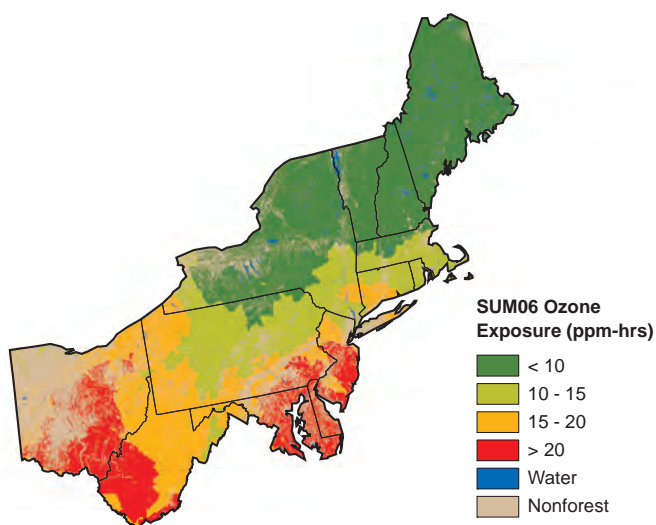 SUM06 Ozone
Exposure (ppm-hrs)
< 10
10 - 15
15 - 20
> 20
Water
Nonforest